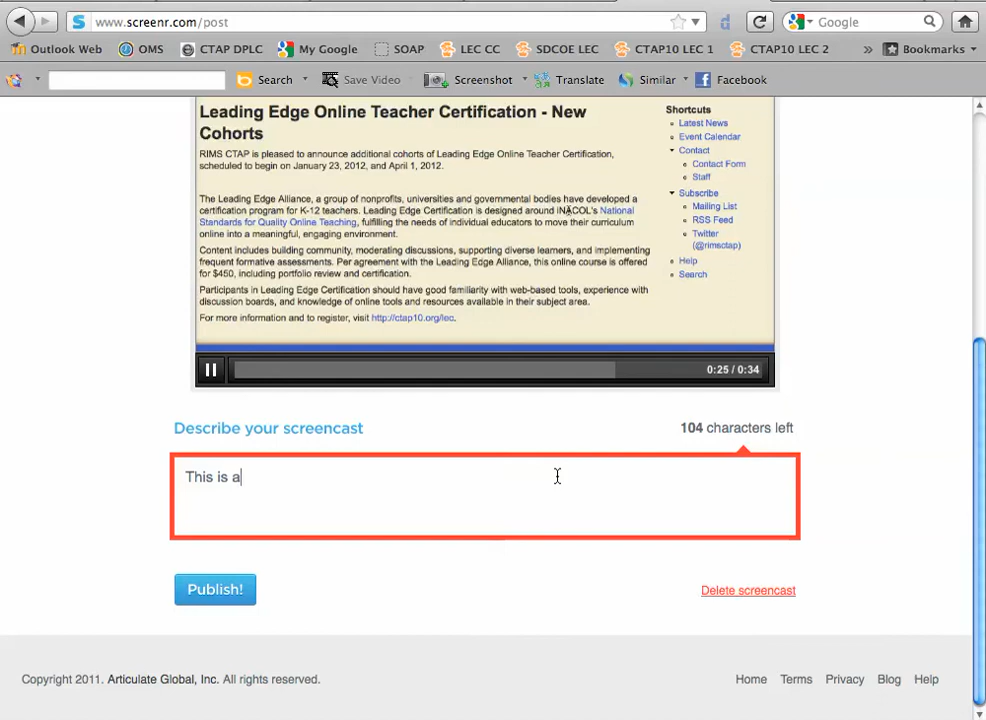 www.screenr.com/post
Google
Outlook Web
OMS
CTAP DPLC
My Google
SOAP
LEC CC
SDCOE LEC
CTAP10 LEC 1
CTAP10 LEC 2
»
Bookmarks
Search
Save Video
Screenshot
Translate
Similar
Facebook
Leading Edge Online Teacher Certification - New
Cohorts
RIMS CTAP is pleased to announce additional cohorts of Leading Edge Online Teacher Certification,
scheduled to begin on January 23, 2012, and April 1, 2012.
The Leading Edge Alliance, a group of nonprofits, universities and governmental bodies have developed a
certification program for K-12 teachers. Leading Edge Certification is designed around iNACOL's National
Standards for Quality Online Teaching, fulfilling the needs of individual educators to move their curriculum
online into a meaningful, engaging environment.
Content includes building community, moderating discussions, supporting diverse learners, and implementing
frequent formative assessments. Per agreement with the Leading Edge Alliance, this online course is offered
for $450, including portfolio review and certification.
Participants in Leading Edge Certification should have good familiarity with web-based tools, experience with
discussion boards, and knowledge of online tools and resources available in their subject area.
For more information and to register, visit http://ctap10.org/lec.
Shortcuts
Latest News
Event Calendar
Contact
Contact Form
Staff
Subscribe
Mailing List
RSS Feed
Twitter
(@rimsctap)
Help
Search
0:25 / 0:34
Describe your screencast
104 characters left
This is a
Publish!
Delete screencast
Copyright 2011. Articulate Global, Inc. All rights reserved.
Home
Terms
Privacy
Blog
Help